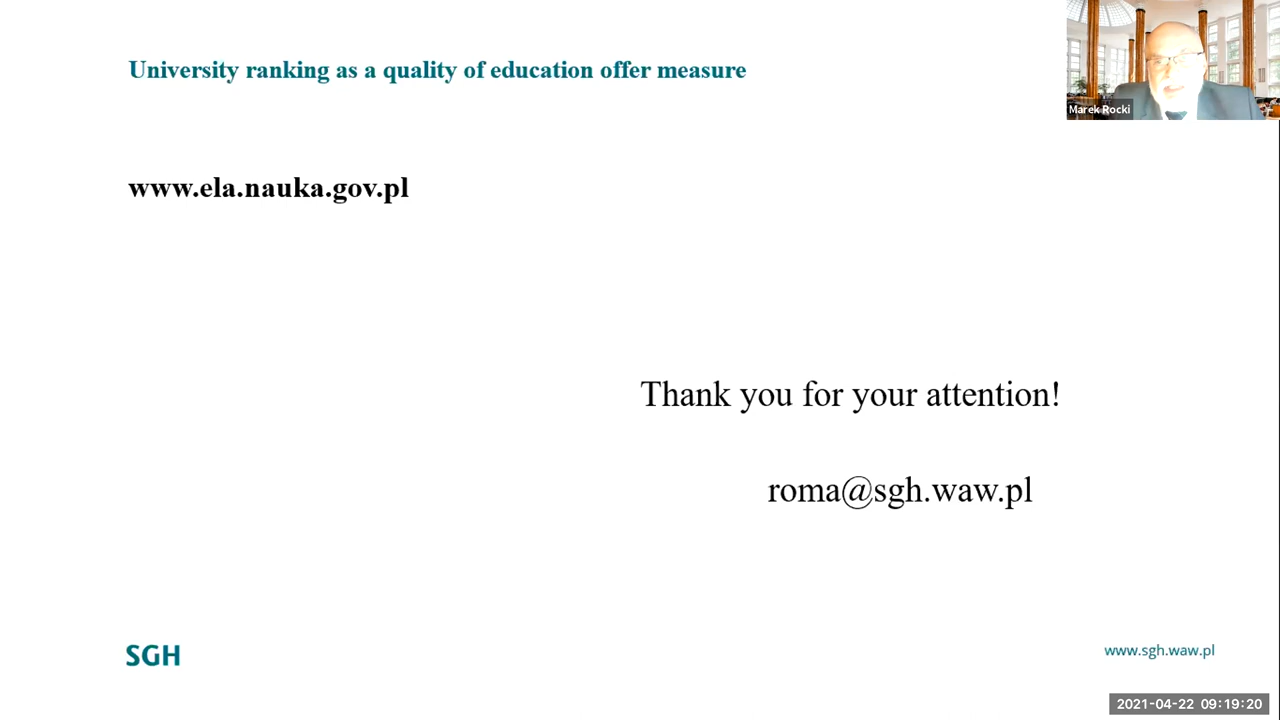 University ranking as a quality of education offer measure
Marek Rocki
www.ela.nauka.gov.pl
Thank you for your attention!
roma@sgh.waw.pl
SGH
www.sgh.waw.pl
2021-04-22 09:19:20